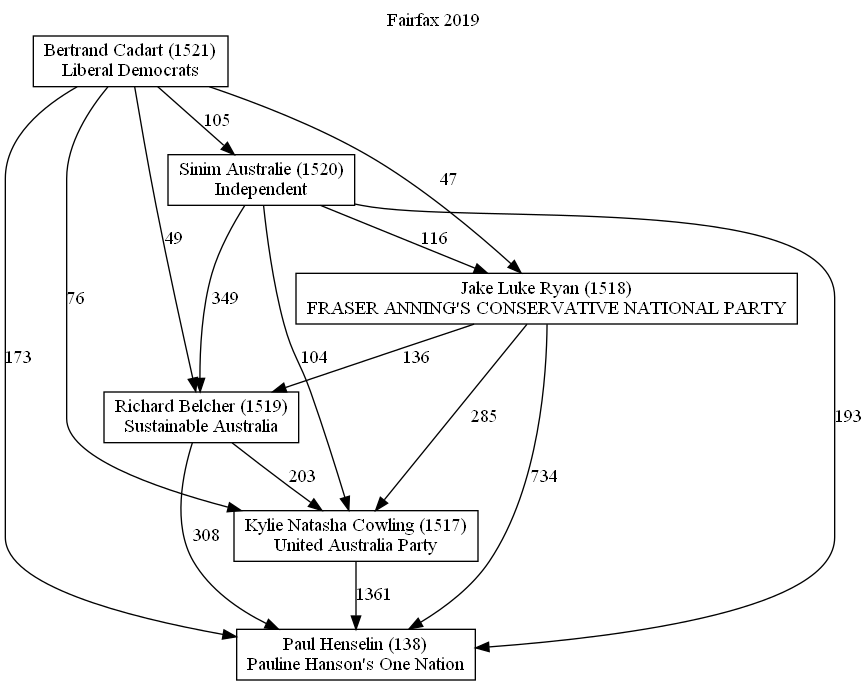 Fairfax 2019
Bertrand Cadart (1521)
Liberal Democrats
105
Sinim Australie (1520)
Independent
47
49
116
76
349
Jake Luke Ryan (1518)
FRASER ANNING'S CONSERVATIVE NATIONAL PARTY
173
104
136
Richard Belcher (1519)
Sustainable Australia
285
193
203
734
Kylie Natasha Cowling (1517)
United Australia Party
308
1361
Paul Henselin (138)
Pauline Hanson's One Nation